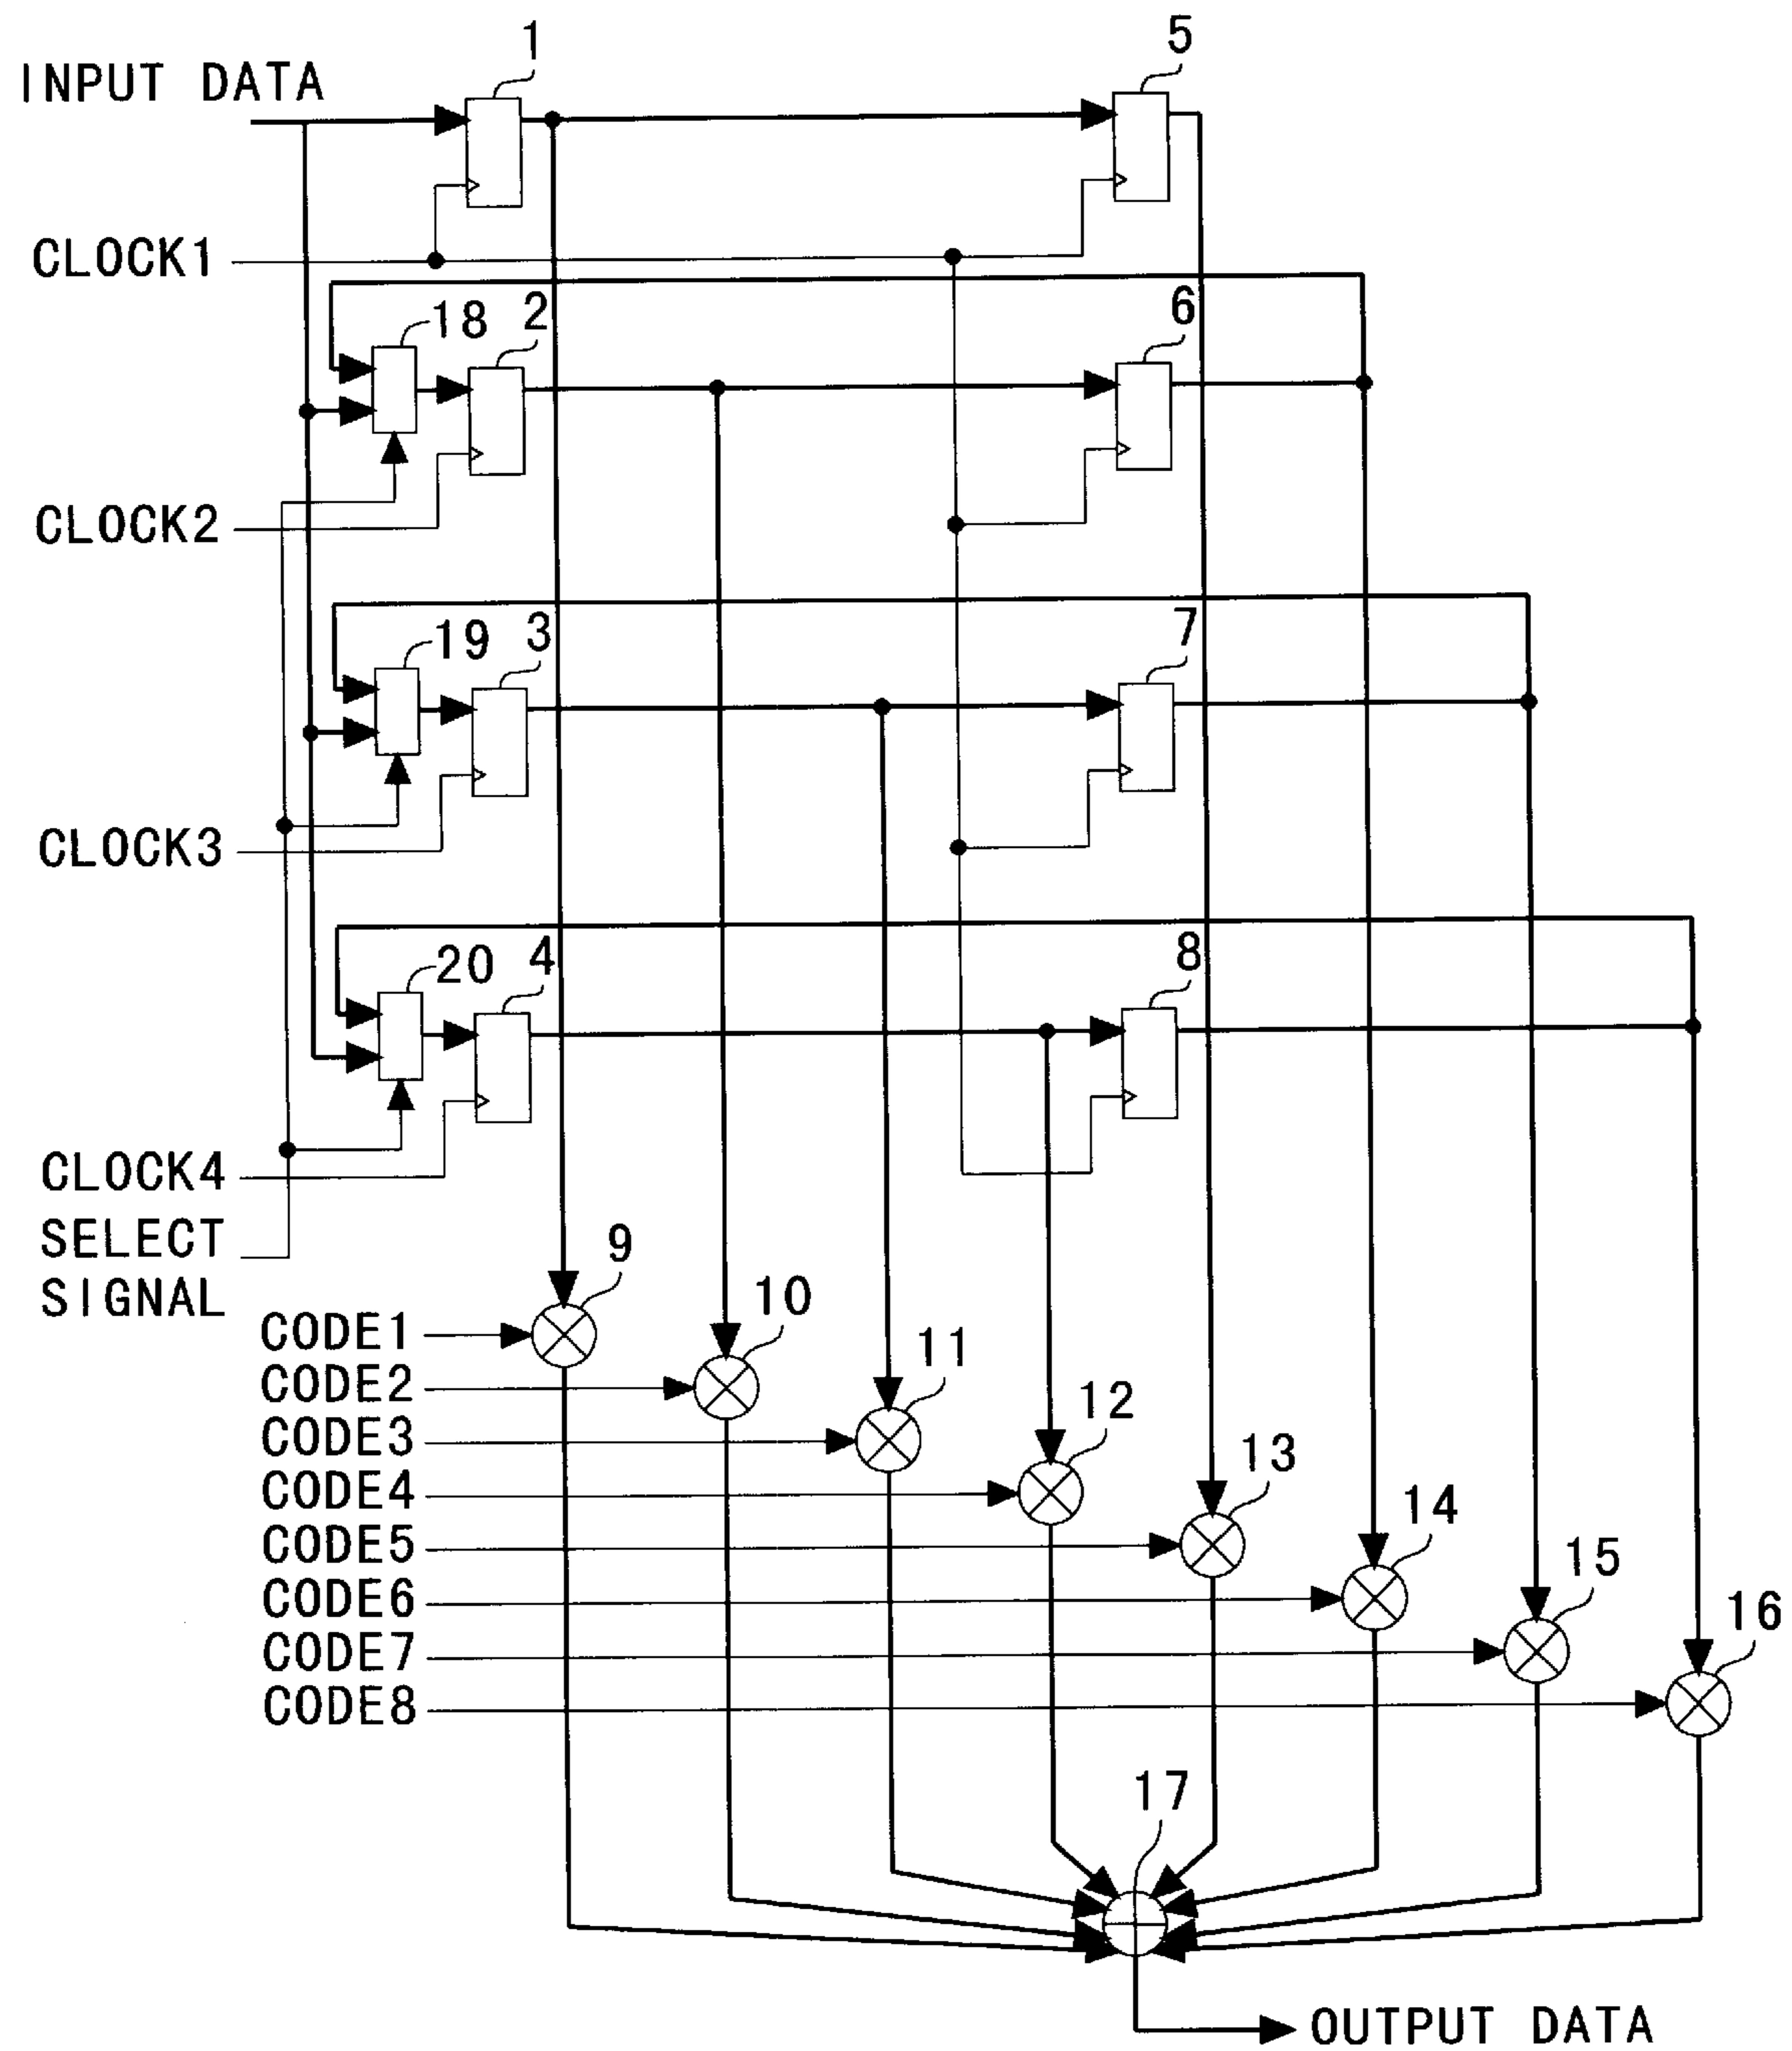 1
5
INPUT DATA
CLOCK1
18
2
6
CLOCK2
19
3
7
CLOCK3
20
4
8
CLOCK4
SELECT
SIGNAL
9
10
CODE1
11
CODE2
12
CODE3
13
CODE4
14
CODE5
15
CODE6
16
CODE7
CODE8
17
OUTPUT DATA